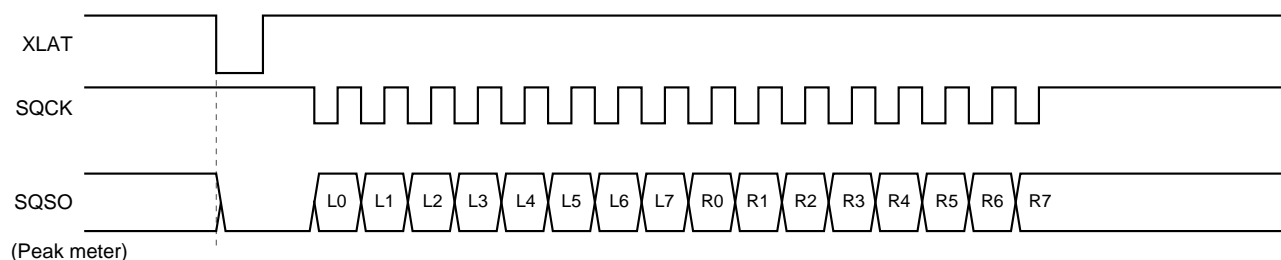 XLAT
SQCK
SQSO
L0 L1 L2 L3 L4 L5 L6 L7 R0 R1 R2 R3 R4 R5 R6 R7
(Peak meter)